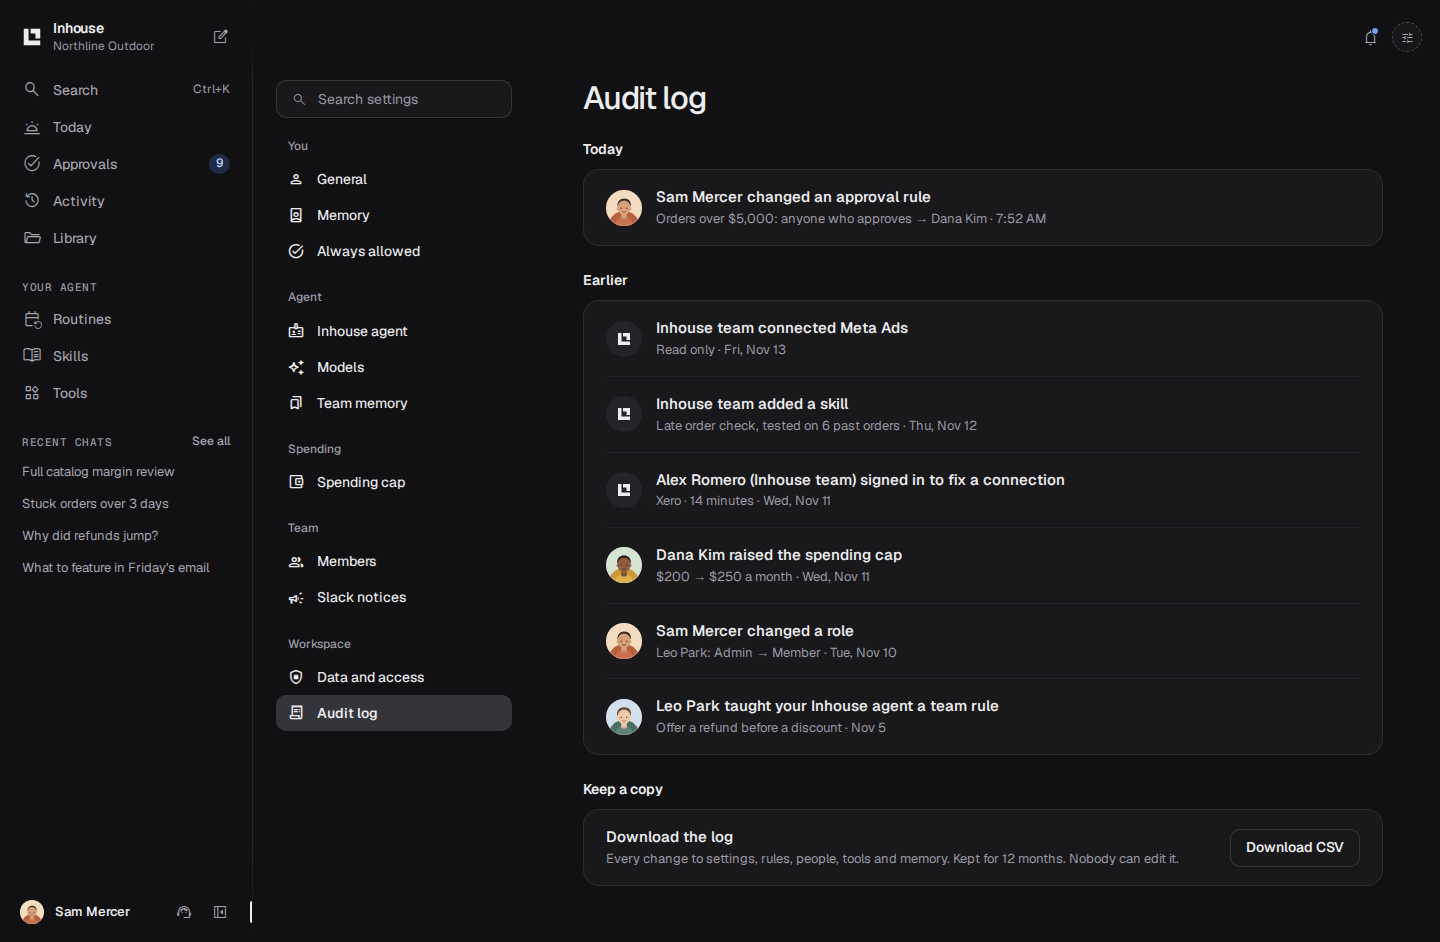 Inhouse
Northline Outdoor
Search Ctrl+K
Today
Approvals 9
Activity
Library
YOUR AGENT
Routines
Skills
Tools
RECENT CHATS See all
Full catalog margin review
Stuck orders over 3 days
Why did refunds jump?
What to feature in Friday's email
Sam Mercer
Search settings
You
General
Memory
Always allowed
Agent
Inhouse agent
Models
Team memory
Spending
Spending cap
Team
Members
Slack notices
Workspace
Data and access
Audit log
Audit log
Today
Sam Mercer changed an approval rule
Orders over $5,000: anyone who approves → Dana Kim · 7:52 AM
Earlier
Inhouse team connected Meta Ads
Read only · Fri, Nov 13
Inhouse team added a skill
Late order check, tested on 6 past orders · Thu, Nov 12
Alex Romero (Inhouse team) signed in to fix a connection
Xero · 14 minutes · Wed, Nov 11
Dana Kim raised the spending cap
$200 → $250 a month · Wed, Nov 11
Sam Mercer changed a role
Leo Park: Admin → Member · Tue, Nov 10
Leo Park taught your Inhouse agent a team rule
Offer a refund before a discount · Nov 5
Keep a copy
Download the log
Every change to settings, rules, people, tools and memory. Kept for 12 months. Nobody can edit it.
Download CSV